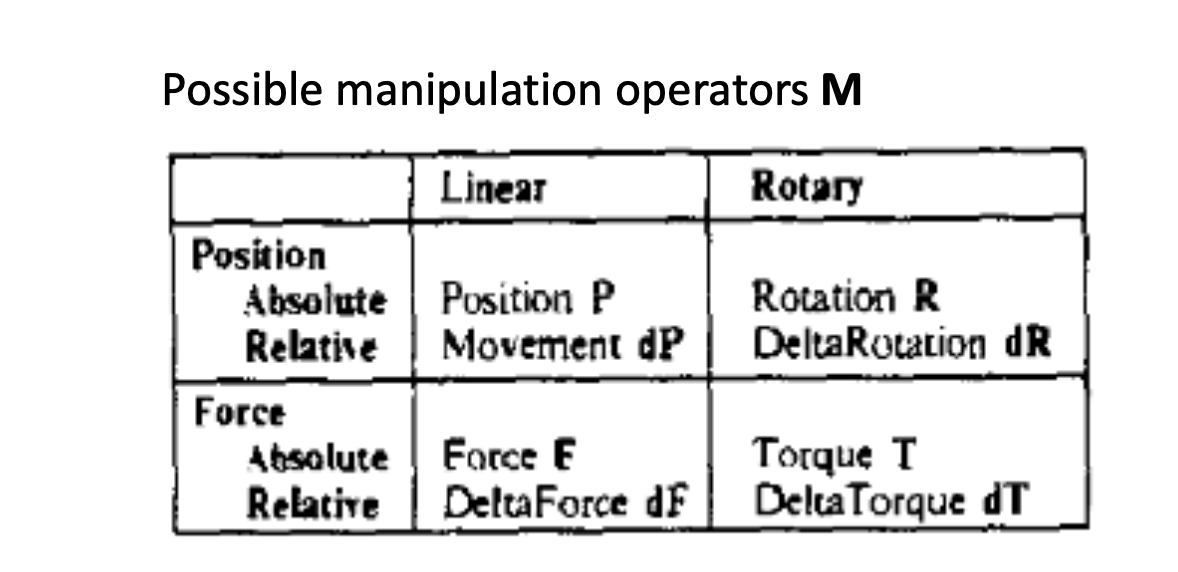 Possible manipulation operators M
Linear Rotary
Position
Absolute Position P Rotation R
Relative Movement dP DeltaRotation dR
Force
Absolute Force F Torque T
Relative DeltaForce dF DeltaTorque dT